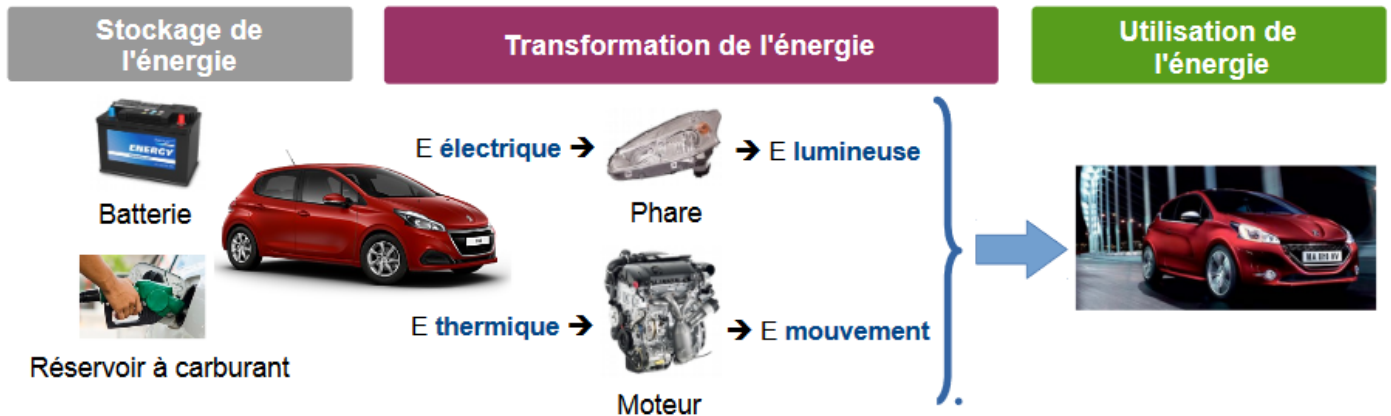 Stockage de
l'énergie
Transformation de l'énergie
Utilisation de
l'énergie
ENERGY
Batterie
E électrique ➔
➔ E lumineuse
Phare
Réservoir à carburant
E thermique ➔
➔ E mouvement
Moteur